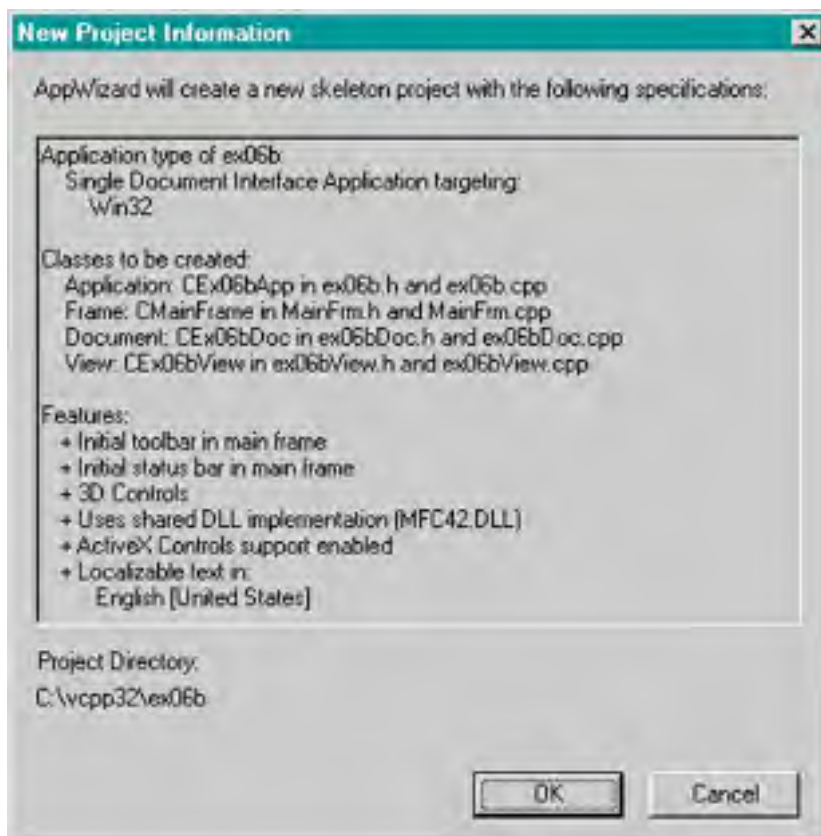 New Project Information
AppWizard will create a new skeleton project with the following specifications:
Application type of ex06b:
Single Document Interface Application targeting:
Win32
Classes to be created:
Application: CEx06bApp in ex06b.h and ex06b.cpp
Frame: CMainFrame in MainFrm.h and MainFrm.cpp
Document: CEx06bDoc in ex06bDoc.h and ex06bDoc.cpp
View: CEx06bView in ex06bView.h and ex06bView.cpp
Features:
+ Initial toolbar in main frame
+ Initial status bar in main frame
+ 3D Controls
+ Uses shared DLL implementation (MFC42.DLL)
+ ActiveX Controls support enabled
+ Localizable text in:
English [United States]
Project Directory:
C:\vcpp32\ex06b
OK
Cancel